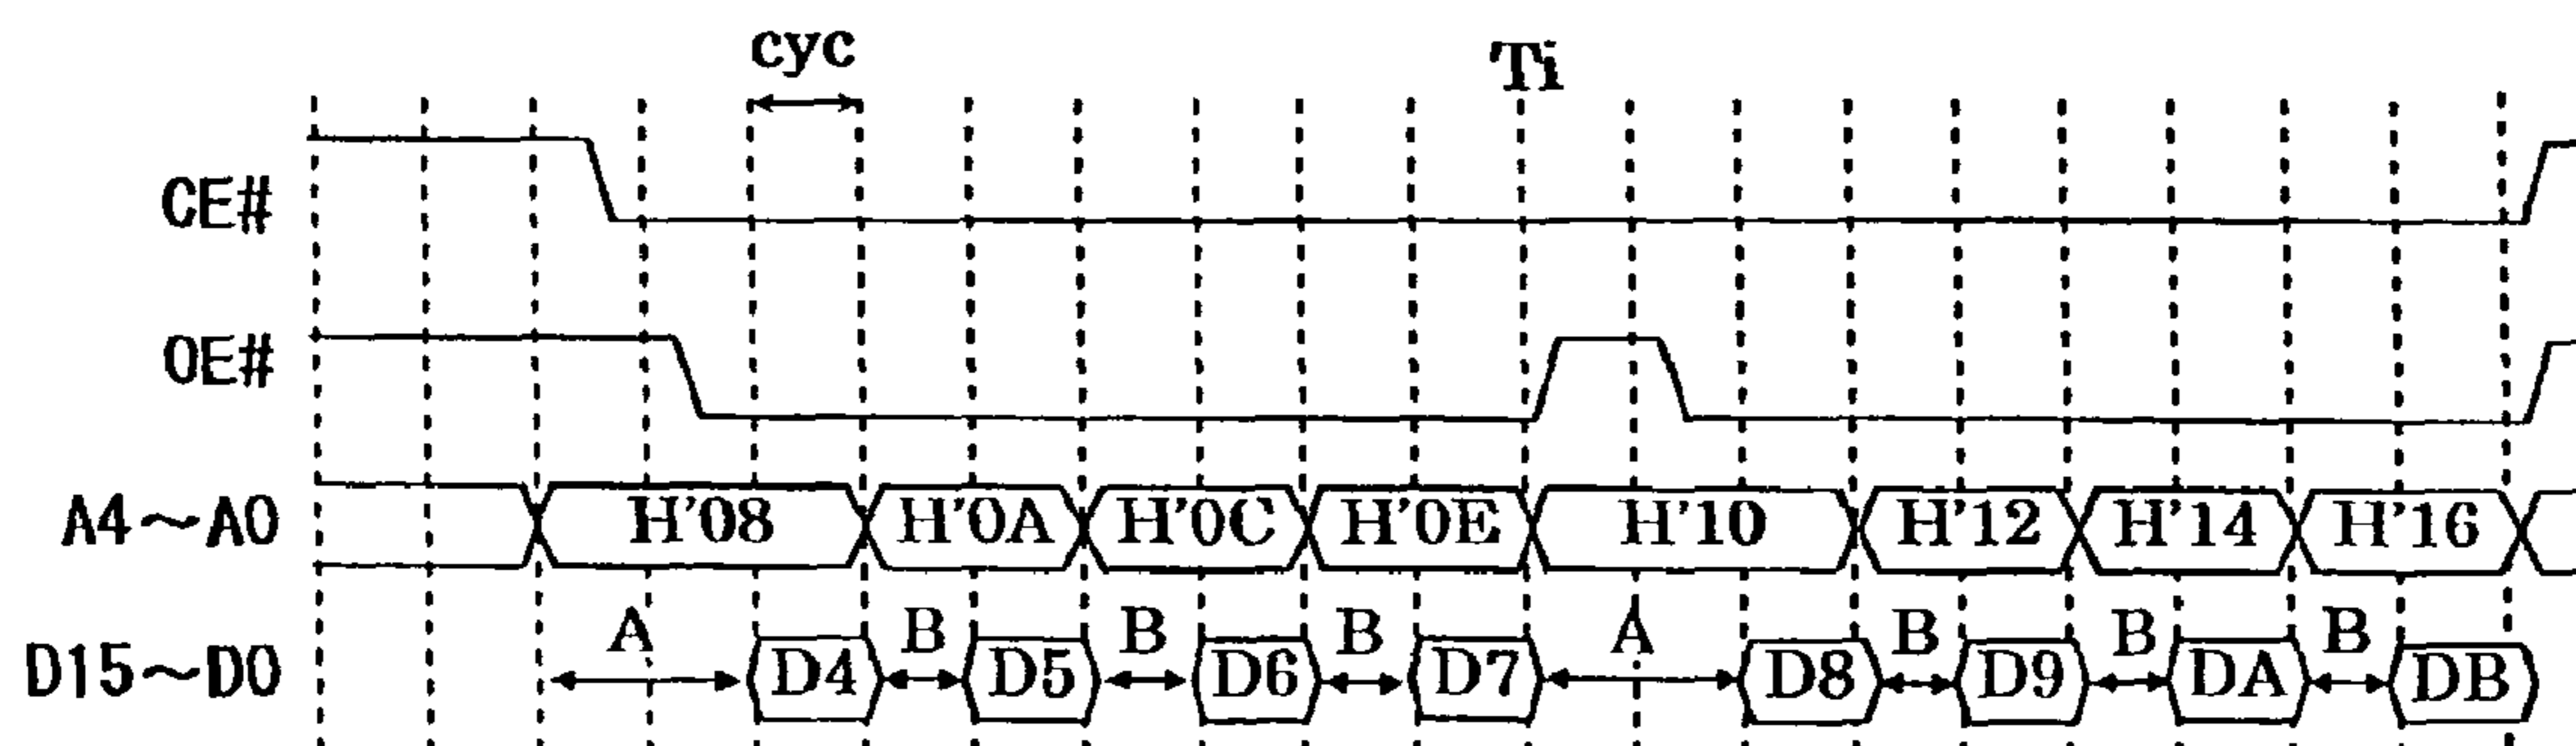 cyc
Ti
CE#
OE#
A4～A0 H'08 H'0A H'0C H'0E H'10 H'12 H'14 H'16
A B B B A B B B
D15～D0 D4 D5 D6 D7 D8 D9 DA DB